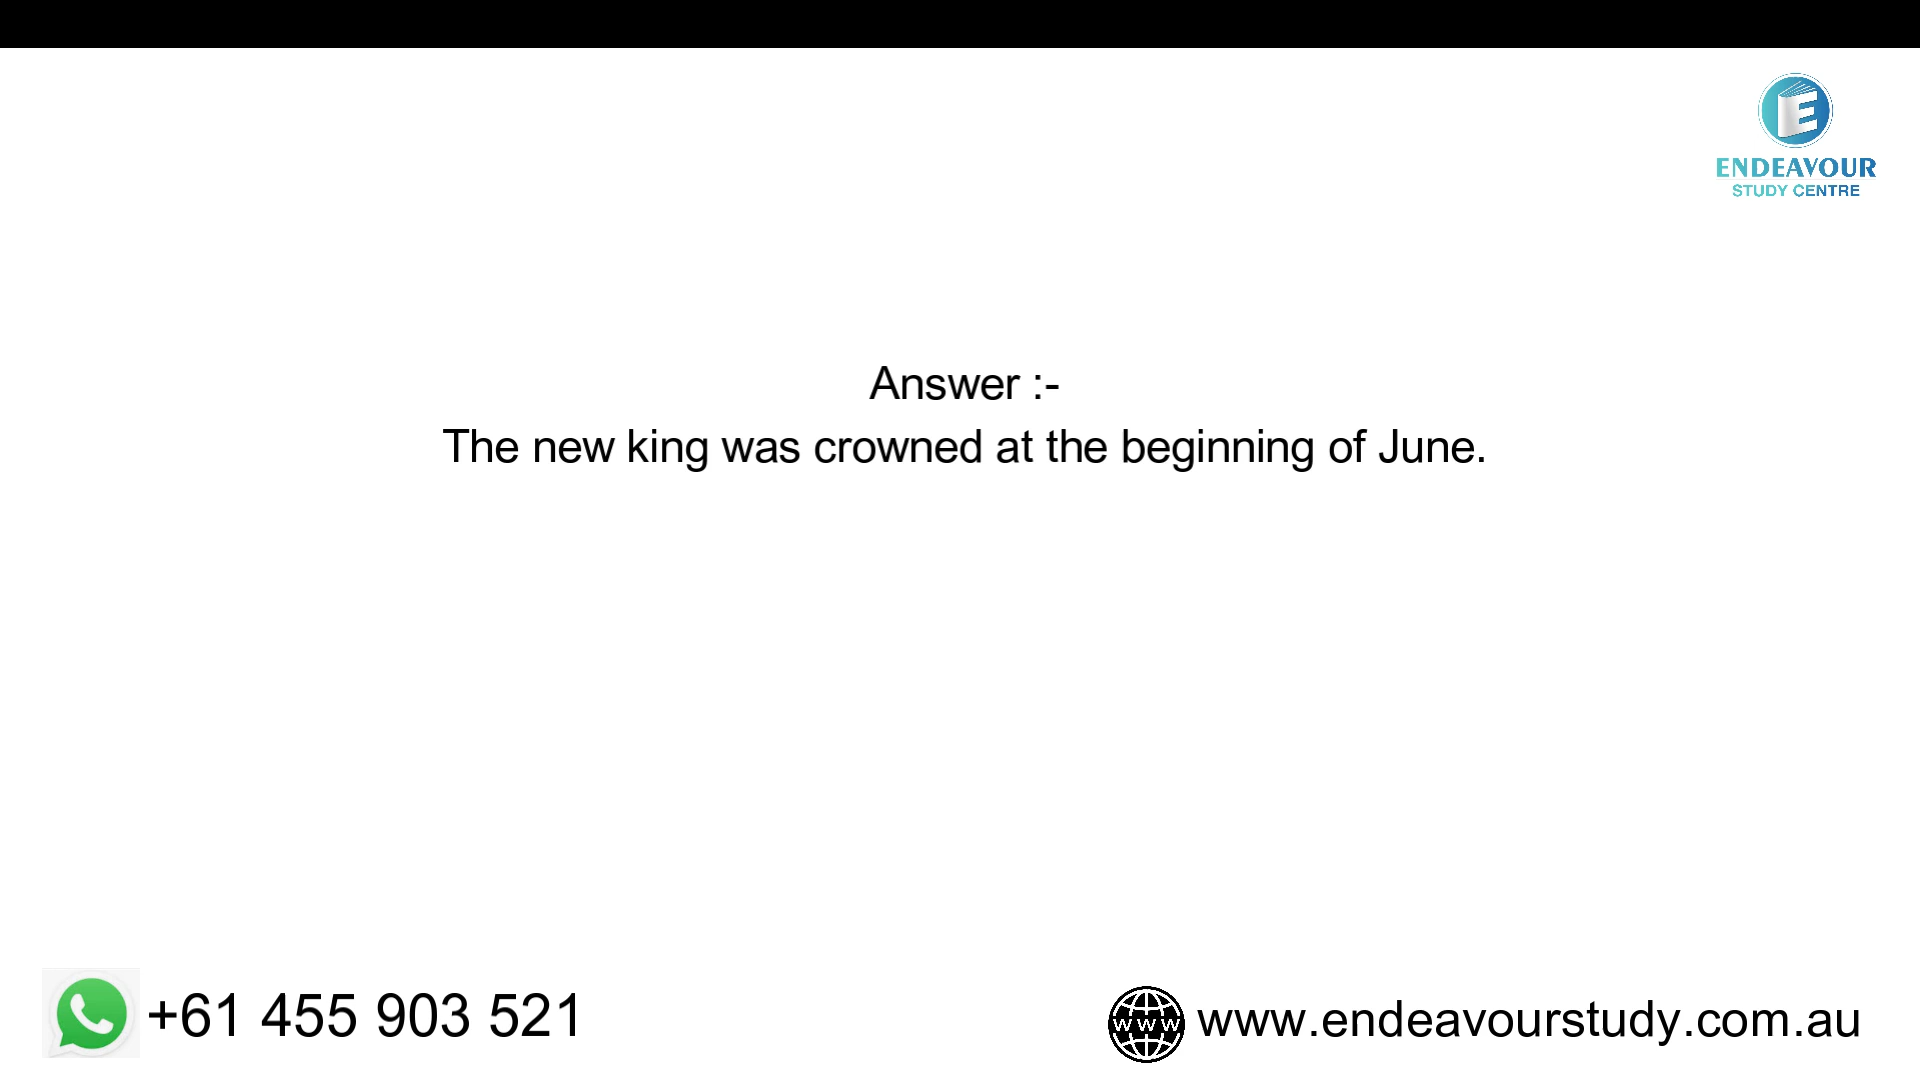 E
ENDEAVOUR
STUDY CENTRE
Answer :-
The new king was crowned at the beginning of June.
+61 455 903 521
www
www.endeavourstudy.com.au